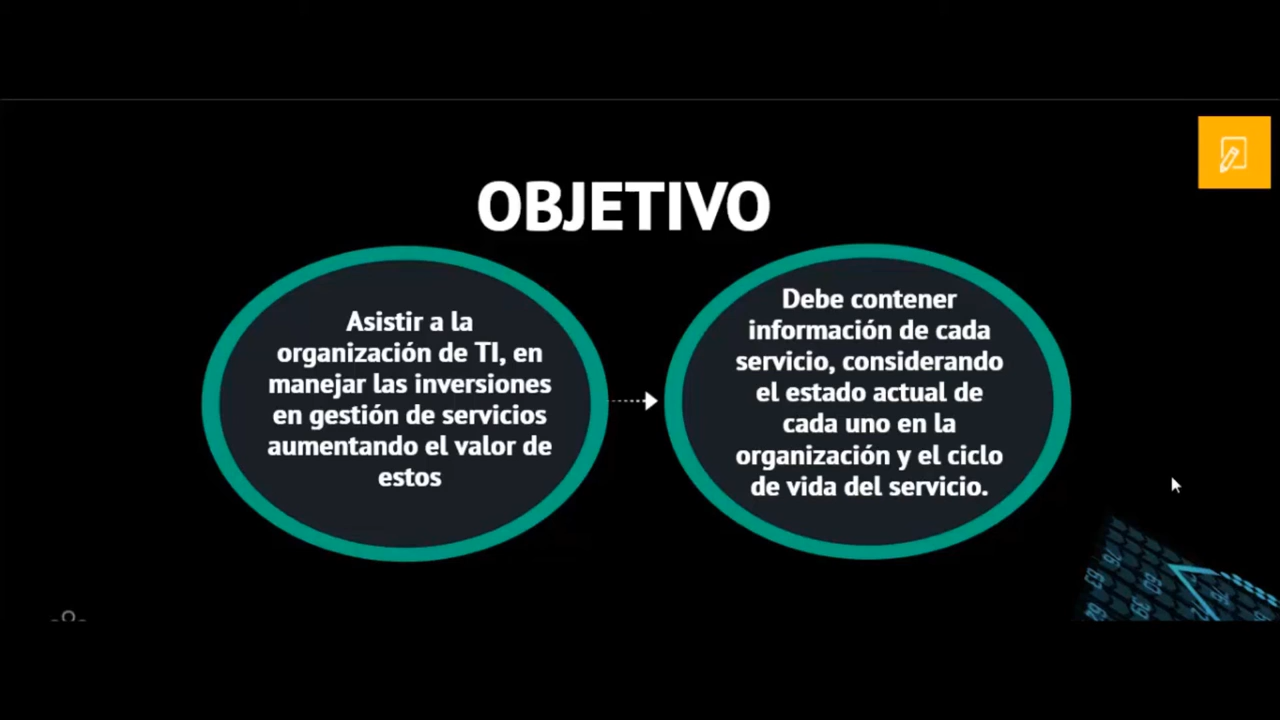 OBJETIVO
Asistir a la
organización de TI, en
manejar las inversiones
en gestión de servicios
aumentando el valor de
estos
Debe contener
información de cada
servicio, considerando
el estado actual de
cada uno en la
organización y el ciclo
de vida del servicio.